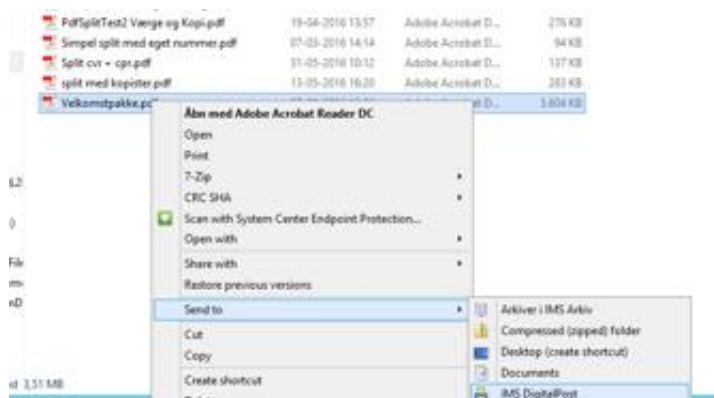 PdfSplitTest2 Værge og Kopi.pdf 19-04-2016 13:57 Adobe Acrobat D... 276 KB
Simpel split med eget nummer.pdf 07-03-2016 14:14 Adobe Acrobat D... 94 KB
Split cvr + cpr.pdf 31-05-2016 10:12 Adobe Acrobat D... 137 KB
split med kopister.pdf 13-05-2016 16:20 Adobe Acrobat D... 283 KB
Velkomstpakke.p 3.604 KB
Åbn med Adobe Acrobat Reader DC
Open
Print
7-Zip
CRC SHA
Scan with System Center Endpoint Protection...
Open with
Share with
Restore previous versions
Send to
Arkiver i IMS Arkiv
Cut
Compressed (zipped) folder
Copy
Desktop (create shortcut)
Documents
Create shortcut
IMS DigitalPost
3,51 MB